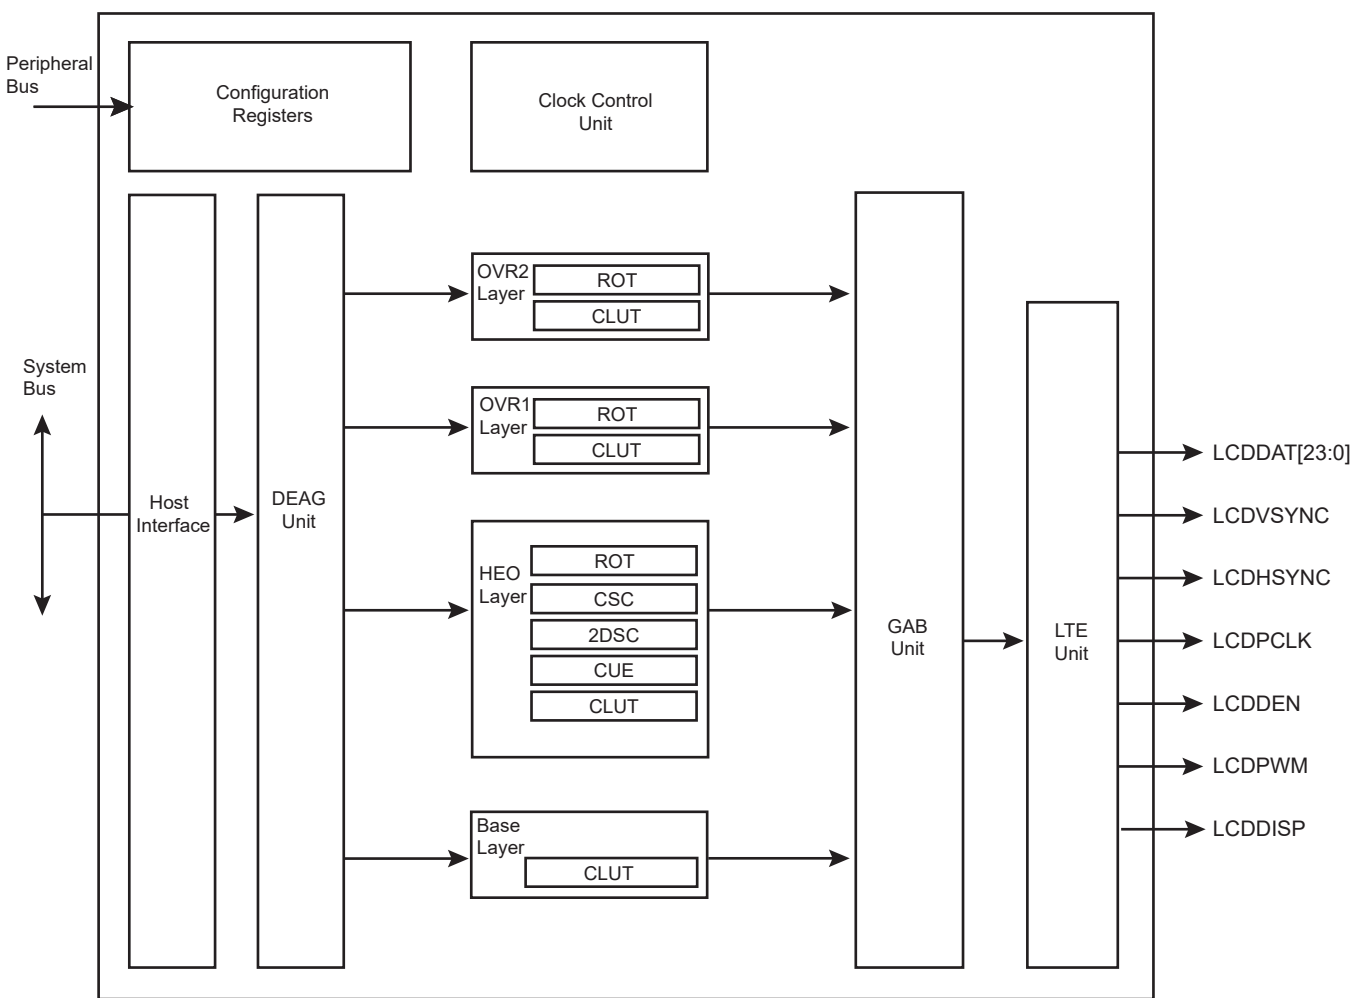 Peripheral
Bus
Configuration
Registers
Clock Control
Unit
System
Bus
Host
Interface
DEAG
Unit
OVR2
Layer
ROT
CLUT
OVR1
Layer
ROT
CLUT
HEO
Layer
ROT
CSC
2DSC
CUE
CLUT
Base
Layer
CLUT
GAB
Unit
LTE
Unit
LCDDAT[23:0]
LCDVSYNC
LCDHSYNC
LCDPCLK
LCDDEN
LCDPWM
LCDDISP